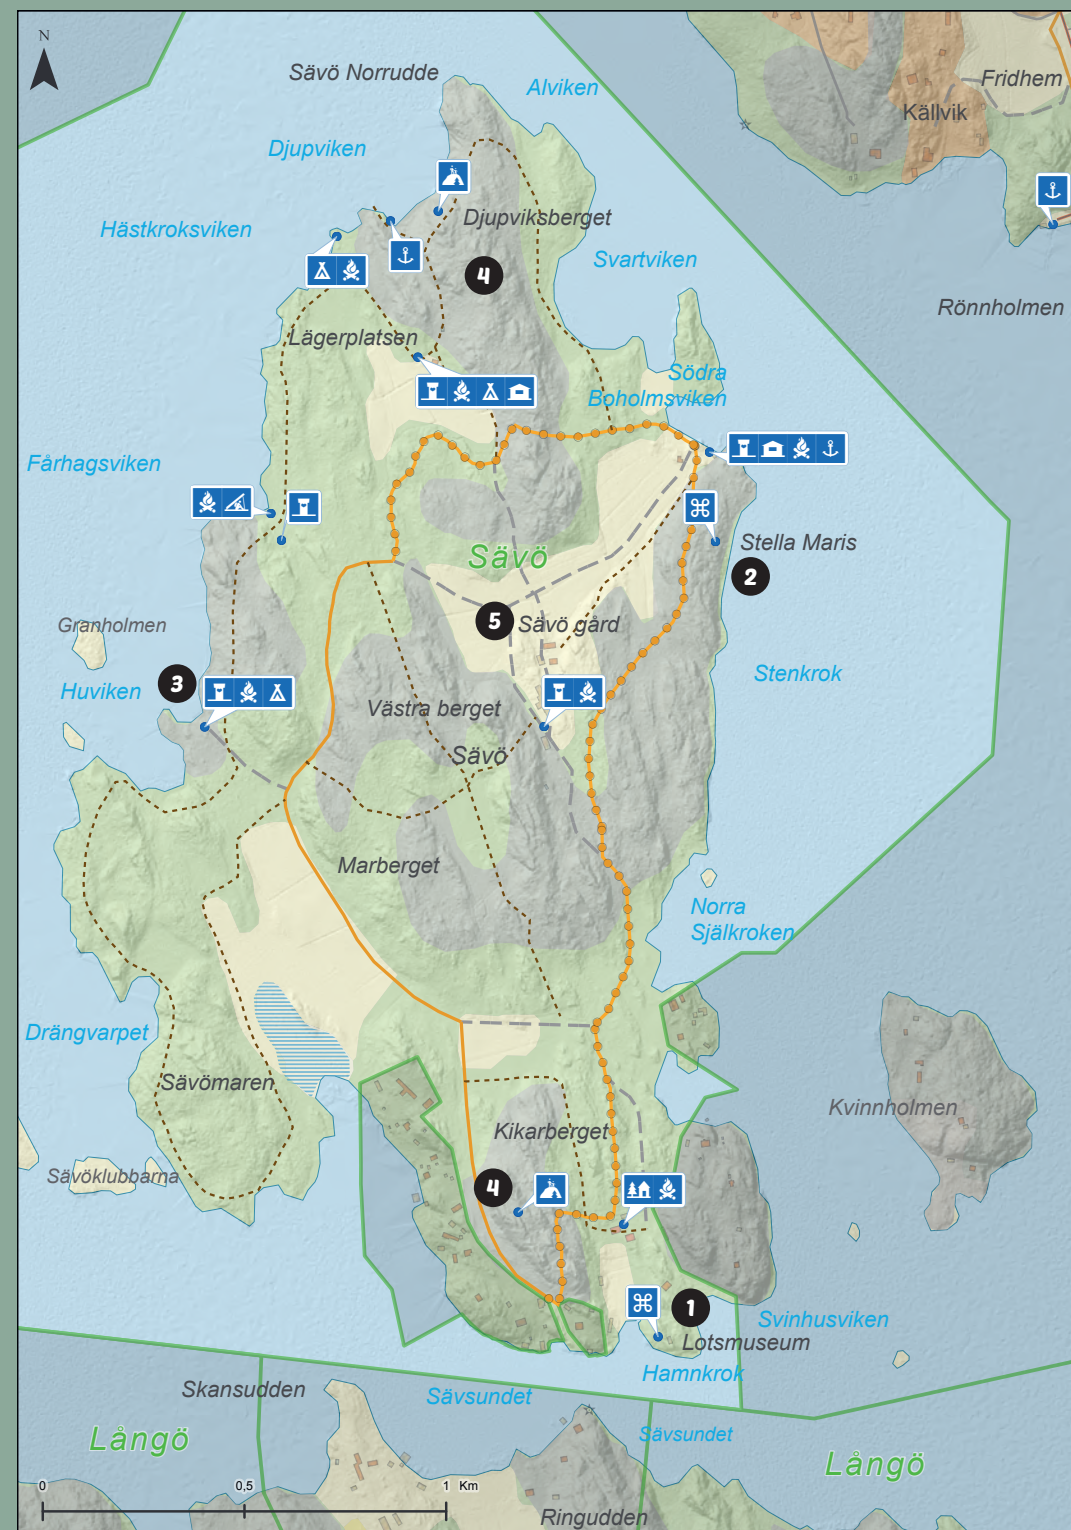 N
Sävö Norrudde
Alviken
Fridhem
Källvik
Djupviken
Djupviksberget
Hästkroksviken
Svartviken
4
Rönnholmen
Lägerplatsen
Södra
Boholmsviken
Fårhagsviken
Sävö
Stella Maris
2
5
Sävö gård
Granholmen
Stenkrok
3
Huviken
Västra berget
Sävö
Marberget
Norra
Själkroken
Drängvarpet
Sävömaren
Kvinnholmen
Kikarberget
Sävöklubbarna
4
1
Svinhusviken
Lotsmuseum
Hamnkrok
Skansudden
Sävsundet
Sävsundet
Långö
Långö
0
0,5
1 Km
Ringudden